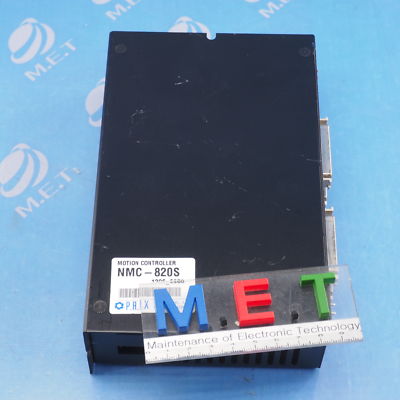 M.E.T
M.E.T.
M.E.T
MOTION CONTROLLER
NMC-820S
PRIX
M.E.T
Maintenance of Electronic Technology